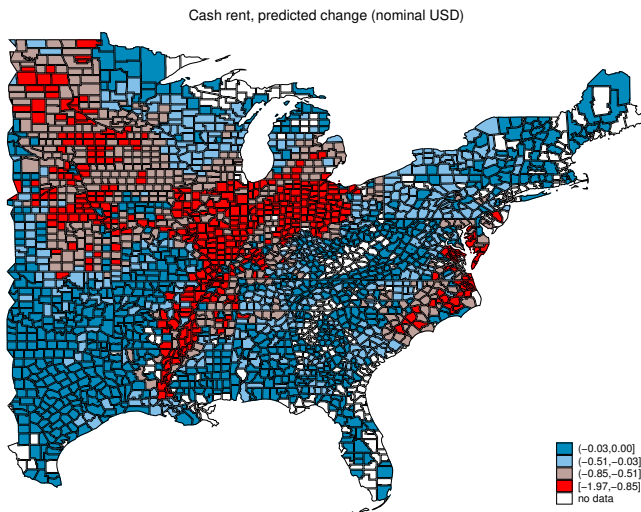 Cash rent, predicted change (nominal USD)
(−0.03,0.00]
(−0.51,−0.03]
(−0.85,−0.51]
[−1.97,−0.85]
no data